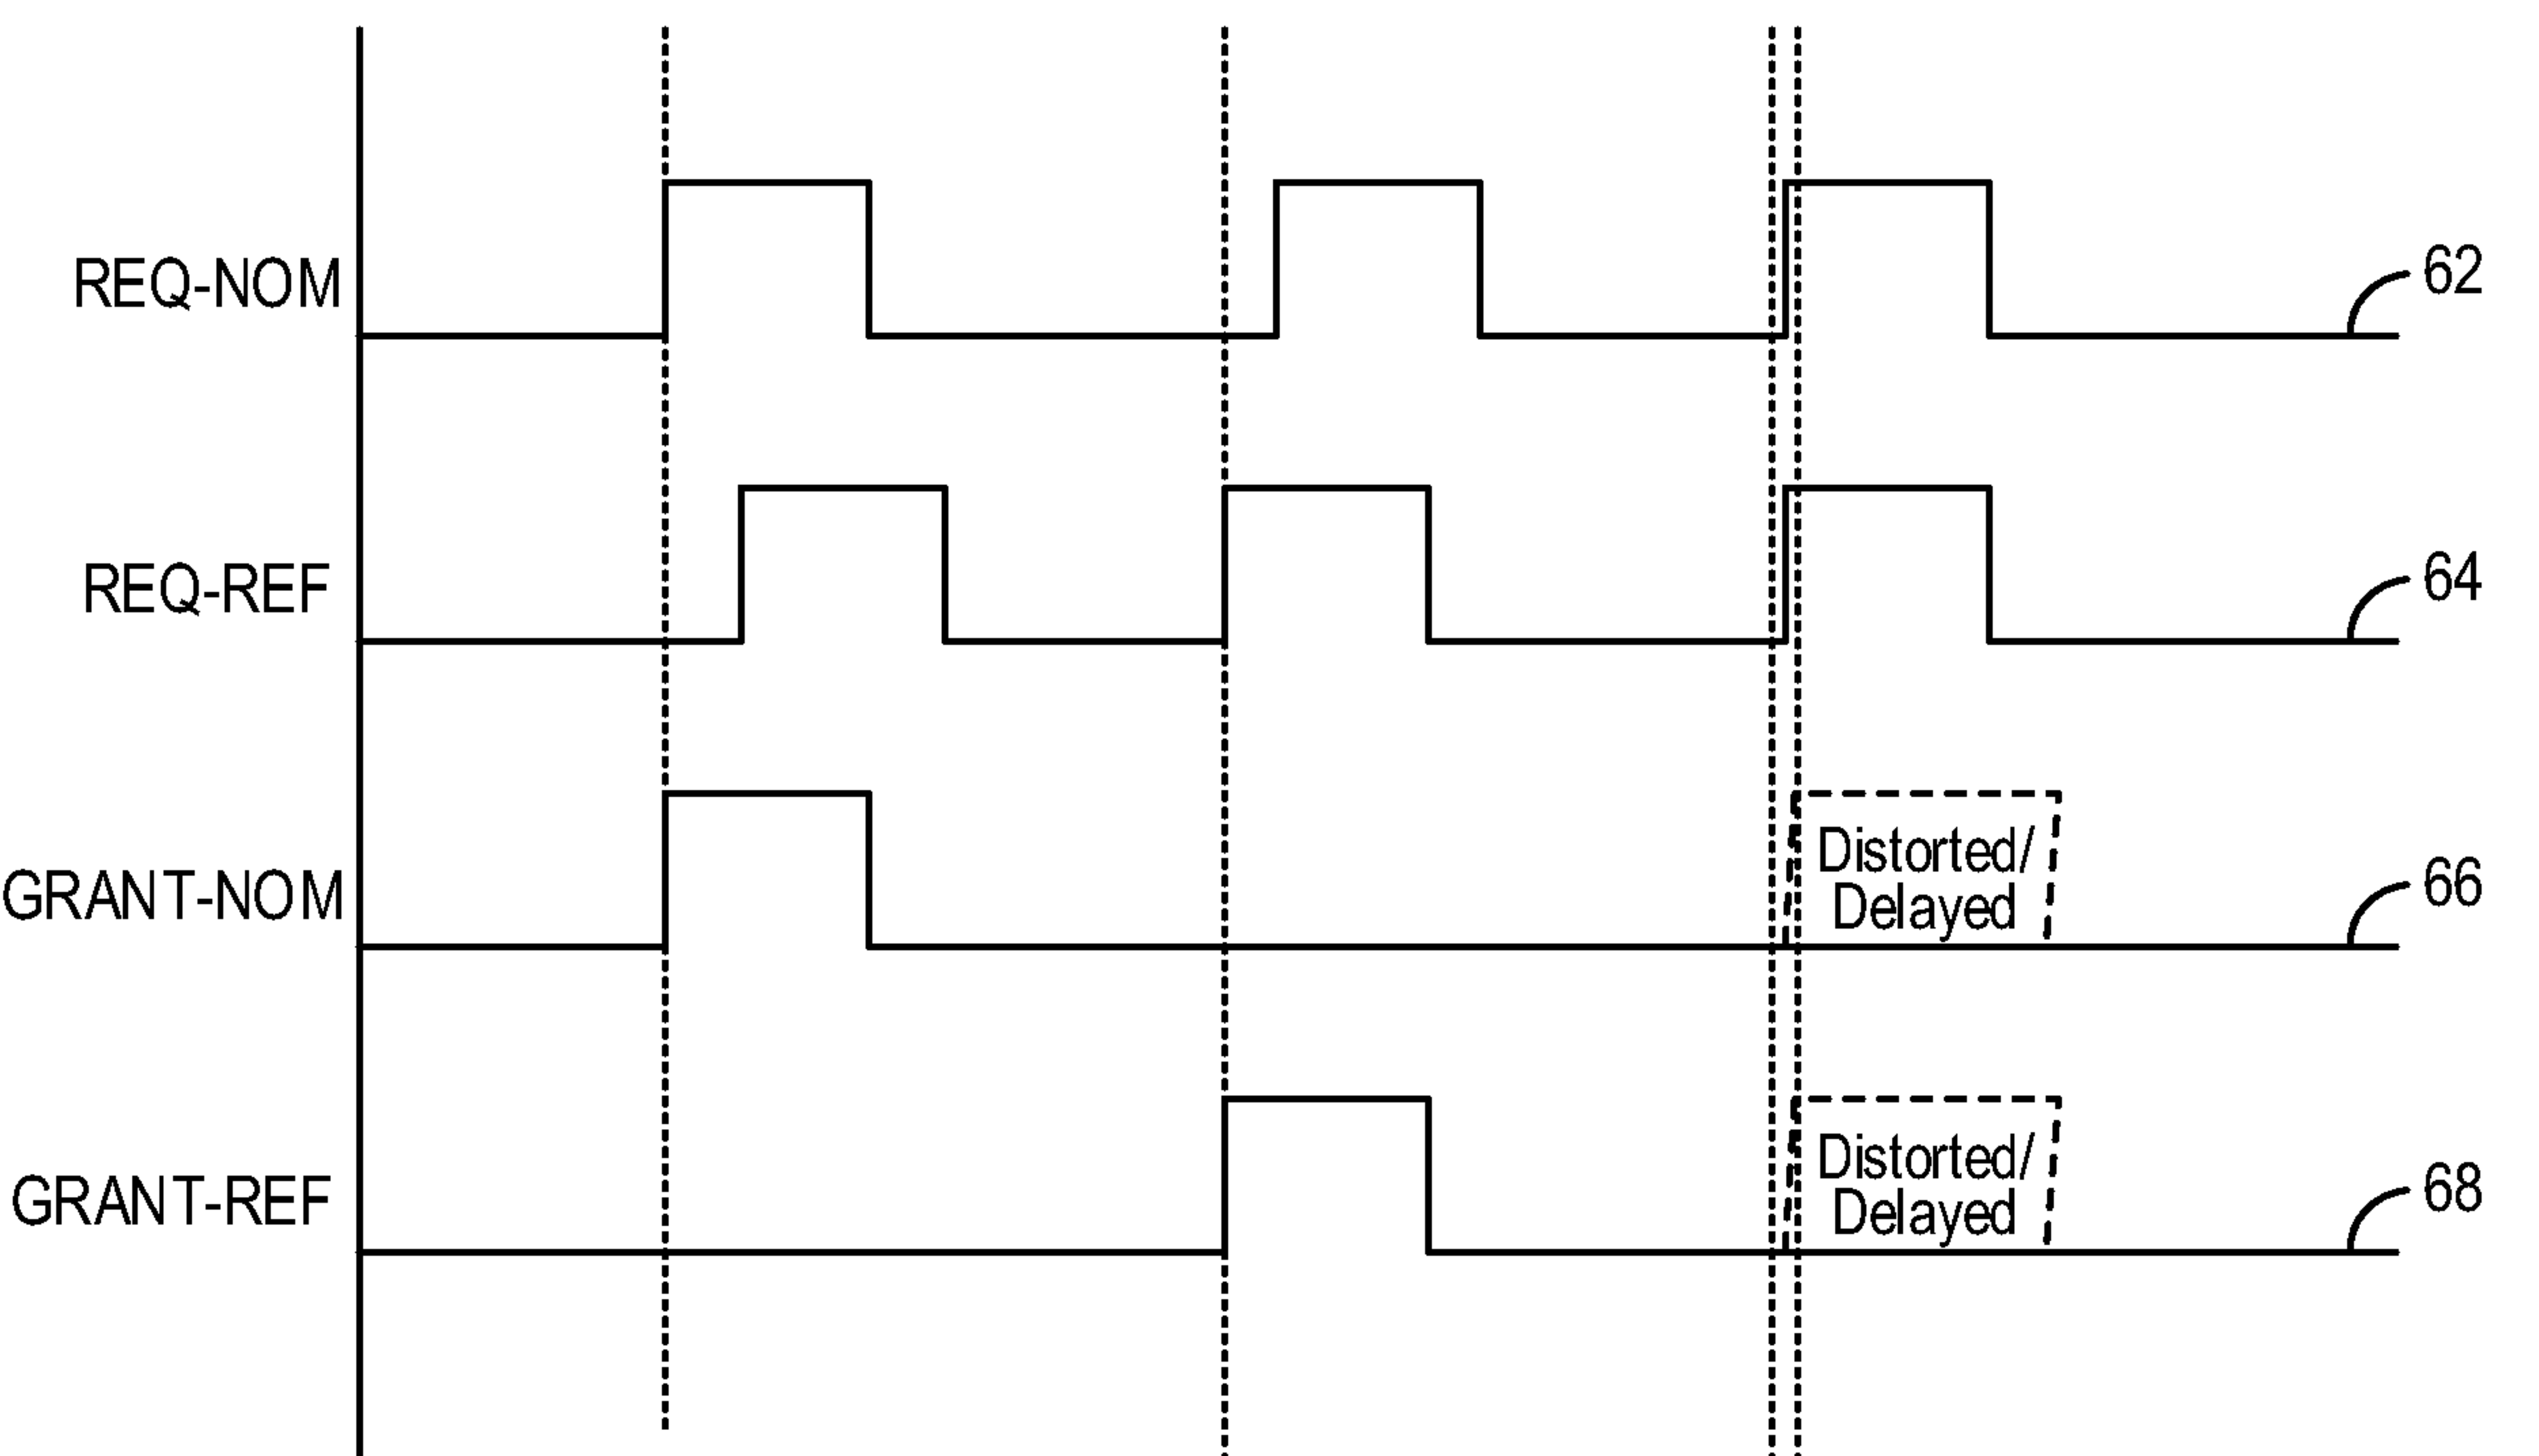 REQ-NOM
62
REQ-REF
64
GRANT-NOM
Distorted/
Delayed
66
GRANT-REF
Distorted/
Delayed
68